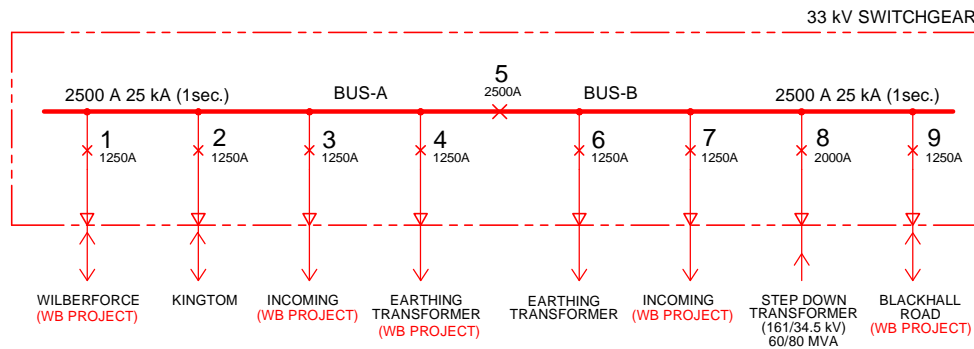 33 kV SWITCHGEAR
2500 A 25 kA (1sec.)
BUS-A
5
2500A
BUS-B
2500 A 25 kA (1sec.)
1
1250A
2
1250A
3
1250A
4
1250A
6
1250A
7
1250A
8
2000A
9
1250A
WILBERFORCE
(WB PROJECT)
KINGTOM
INCOMING
(WB PROJECT)
EARTHING
TRANSFORMER
(WB PROJECT)
EARTHING
TRANSFORMER
INCOMING
(WB PROJECT)
STEP DOWN
TRANSFORMER
(161/34.5 kV)
60/80 MVA
BLACKHALL
ROAD
(WB PROJECT)